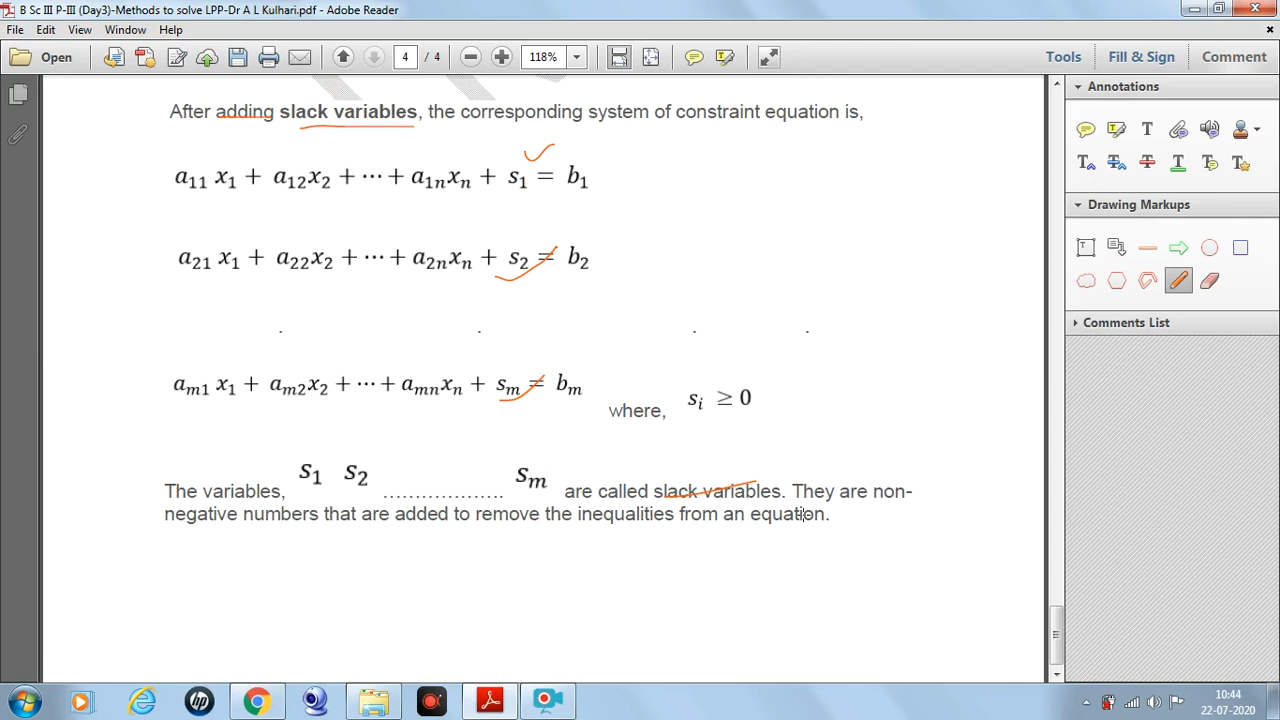 B Sc III P-III (Day3)-Methods to solve LPP-Dr A L Kulhari.pdf - Adobe Reader
File Edit View Window Help
Open 4 / 4 118% Tools Fill & Sign Comment
Annotations
Drawing Markups
Comments List
After adding slack variables, the corresponding system of constraint equation is,
a₁₁ x₁ + a₁₂x₂ + ⋯ + a₁ₙxₙ + s₁ = b₁
a₂₁ x₁ + a₂₂x₂ + ⋯ + a₂ₙxₙ + s₂ = b₂
. . . .
aₘ₁ x₁ + aₘ₂x₂ + ⋯ + aₘₙxₙ + sₘ = bₘ where, sᵢ ≥ 0
The variables, s₁ s₂ ………………. sₘ are called slack variables. They are non-
negative numbers that are added to remove the inequalities from an equation.
10:44
22-07-2020